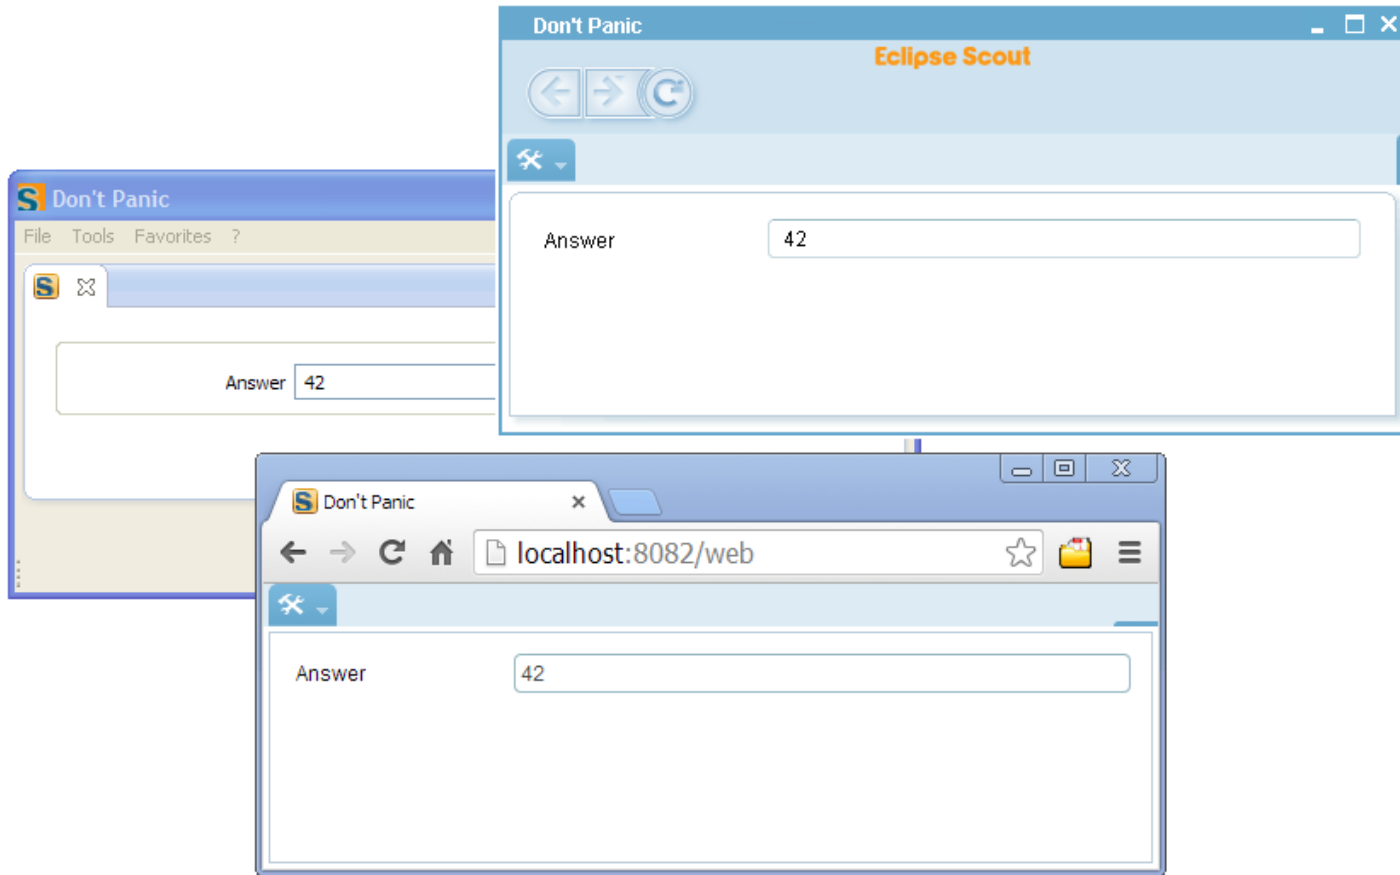 Don't Panic
Eclipse Scout
Answer 42
Don't Panic
File Tools Favorites ?
Answer 42
Don't Panic
localhost:8082/web
Answer 42